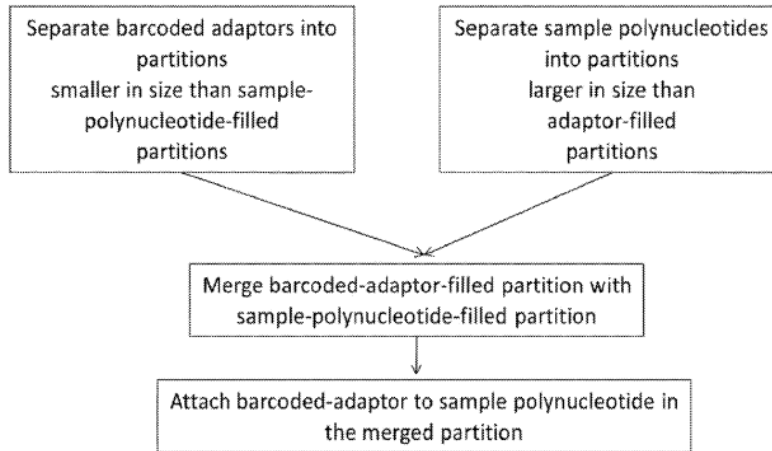 Separate barcoded adaptors into
partitions
smaller in size than sample-
polynucleotide-filled
partitions
Separate sample polynucleotides
into partitions
larger in size than
adaptor-filled
partitions
Merge barcoded-adaptor-filled partition with
sample-polynucleotide-filled partition
Attach barcoded-adaptor to sample polynucleotide in
the merged partition